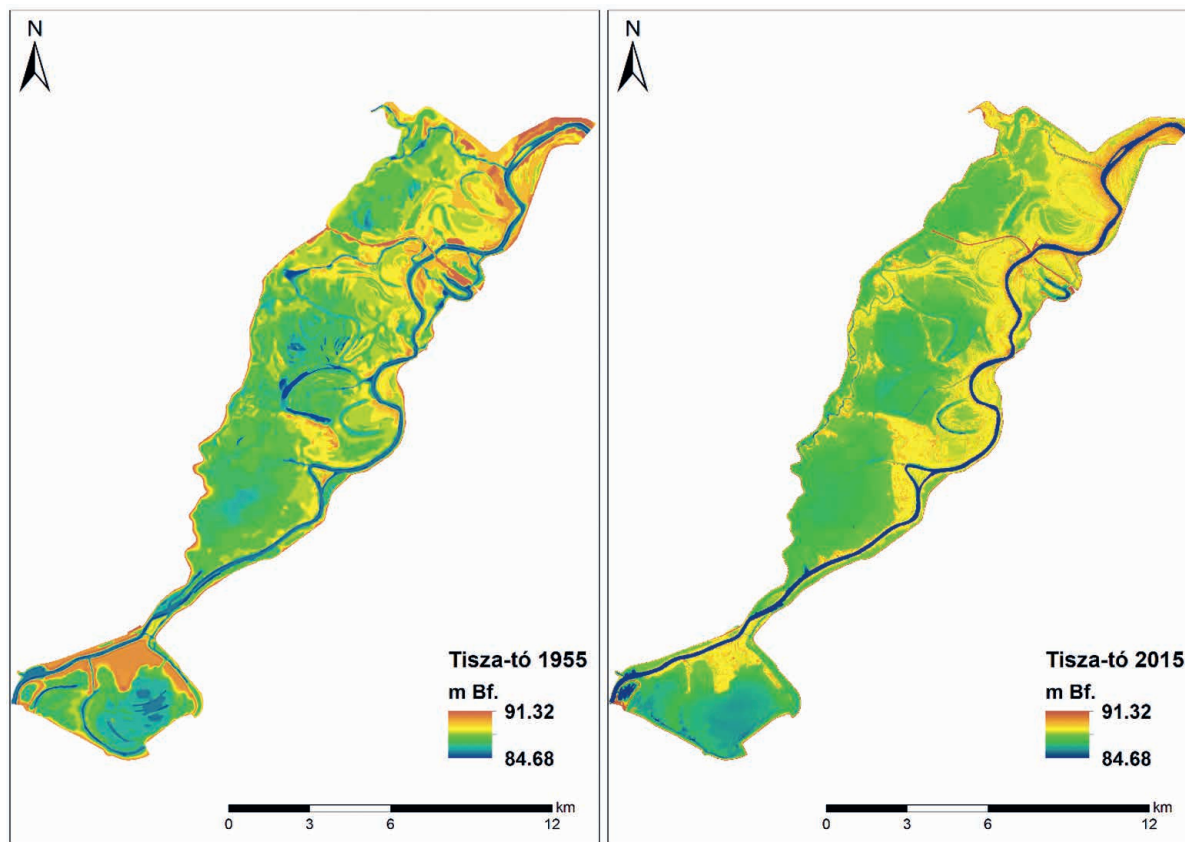 N
Tisza-tó 1955
m Bf.
91.32
84.68
km
0 3 6 12
N
Tisza-tó 2015
m Bf.
91.32
84.68
km
0 3 6 12